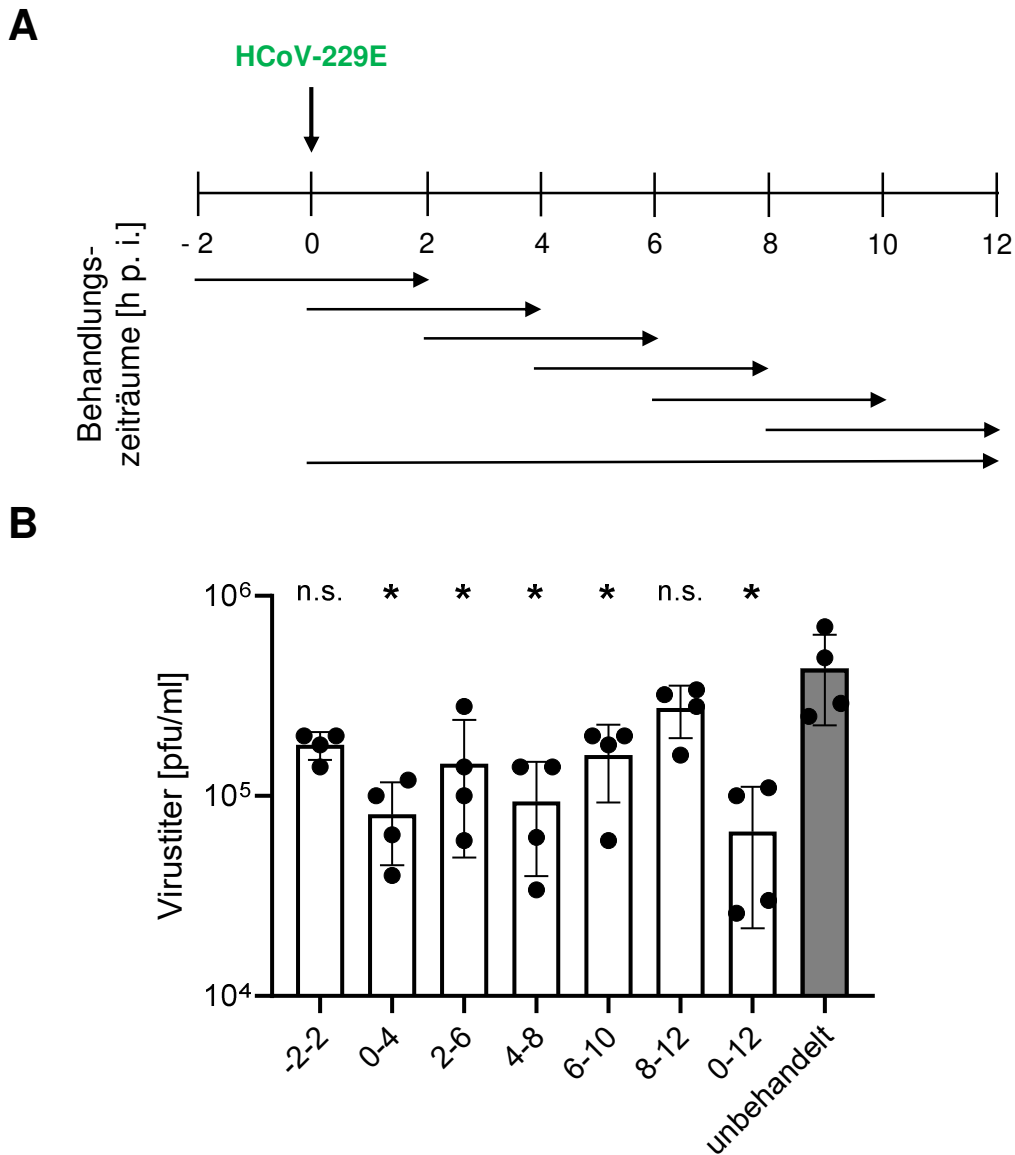 A
HCoV-229E
- 2 0 2 4 6 8 10 12
Behandlungs-
zeiträume [h p. i.]
B
Virustiter [pfu/ml]
10⁶
10⁵
10⁴
n.s. * * * * n.s. *
-2-2 0-4 2-6 4-8 6-10 8-12 0-12 unbehandelt